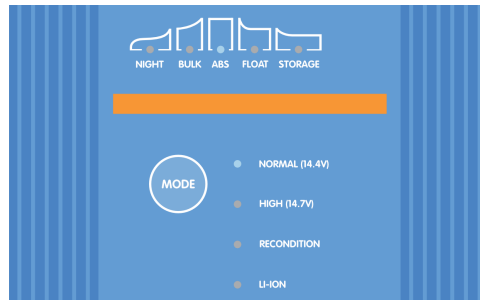 NIGHT BULK ABS FLOAT STORAGE
MODE
NORMAL (14.4V)
HIGH (14.7V)
RECONDITION
LI-ION